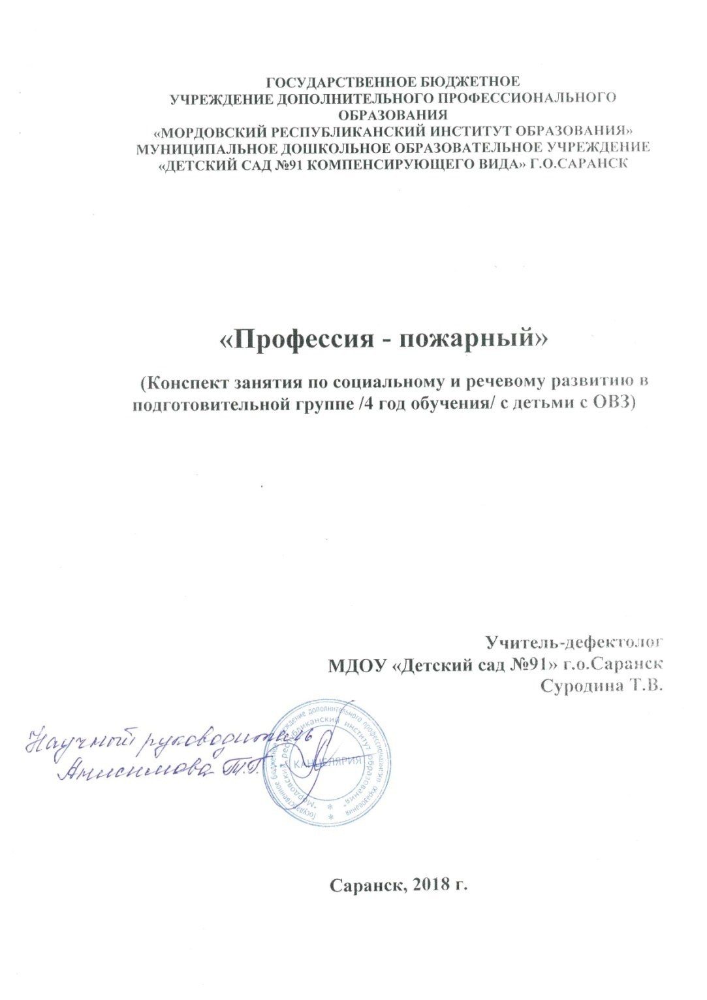 ГОСУДАРСТВЕННОЕ БЮДЖЕТНОЕ
УЧРЕЖДЕНИЕ ДОПОЛНИТЕЛЬНОГО ПРОФЕССИОНАЛЬНОГО
ОБРАЗОВАНИЯ
«МОРДОВСКИЙ РЕСПУБЛИКАНСКИЙ ИНСТИТУТ ОБРАЗОВАНИЯ»
МУНИЦИПАЛЬНОЕ ДОШКОЛЬНОЕ ОБРАЗОВАТЕЛЬНОЕ УЧРЕЖДЕНИЕ
«ДЕТСКИЙ САД №91 КОМПЕНСИРУЮЩЕГО ВИДА» Г.О.САРАНСК
«Профессия - пожарный»
(Конспект занятия по социальному и речевому развитию в
подготовительной группе /4 год обучения/ с детьми с ОВЗ)
Учитель-дефектолог
МДОУ «Детский сад №91» г.о.Саранск
Суродина Т.В.
Научный руководитель
Анисимова Т.Г.
Государственное бюджетное учреждение дополнительного профессионального образования
"Мордовский республиканский институт образования"
КАНЦЕЛЯРИЯ
Саранск, 2018 г.